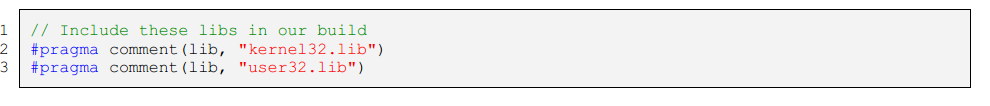 1 // Include these libs in our build
2 #pragma comment(lib, "kernel32.lib")
3 #pragma comment(lib, "user32.lib")